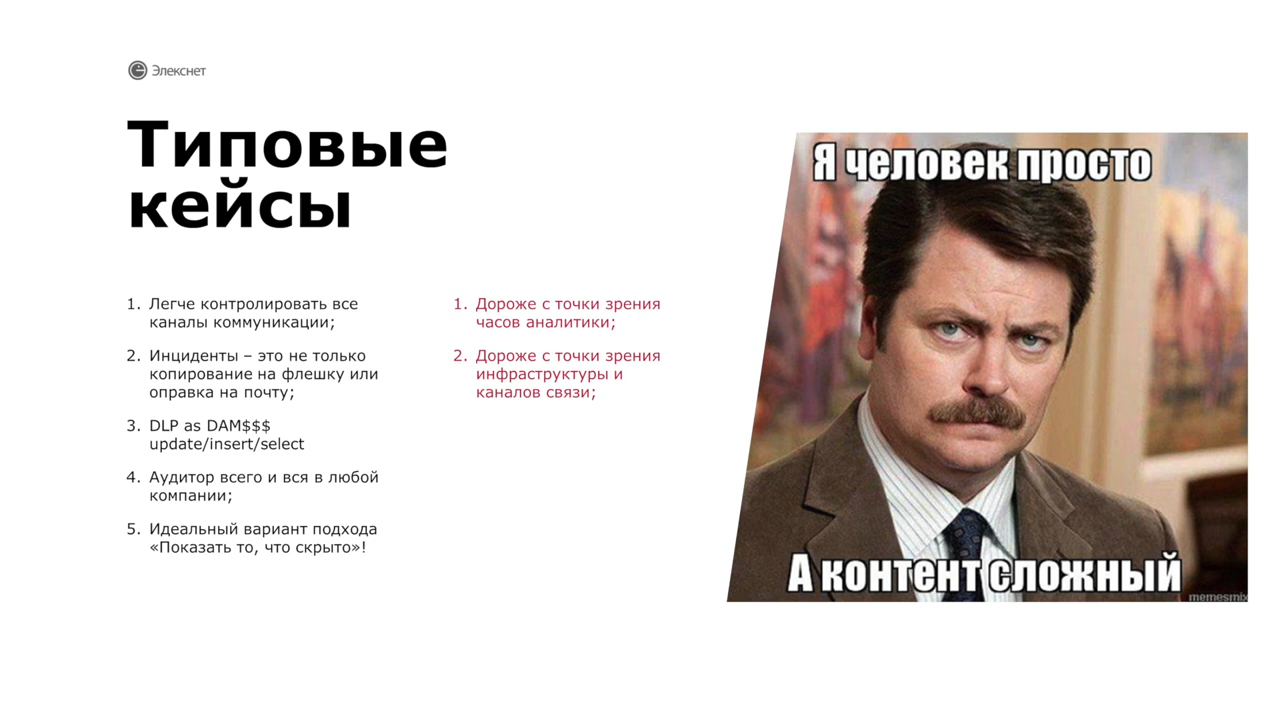 Элекснет
Типовые
кейсы
1. Легче контролировать все
каналы коммуникации;
2. Инциденты – это не только
копирование на флешку или
оправка на почту;
3. DLP as DAM$$$
update/insert/select
4. Аудитор всего и вся в любой
компании;
5. Идеальный вариант подхода
«Показать то, что скрыто»!
1. Дороже с точки зрения
часов аналитики;
2. Дороже с точки зрения
инфраструктуры и
каналов связи;
Я человек просто
А контент сложный
memesmix